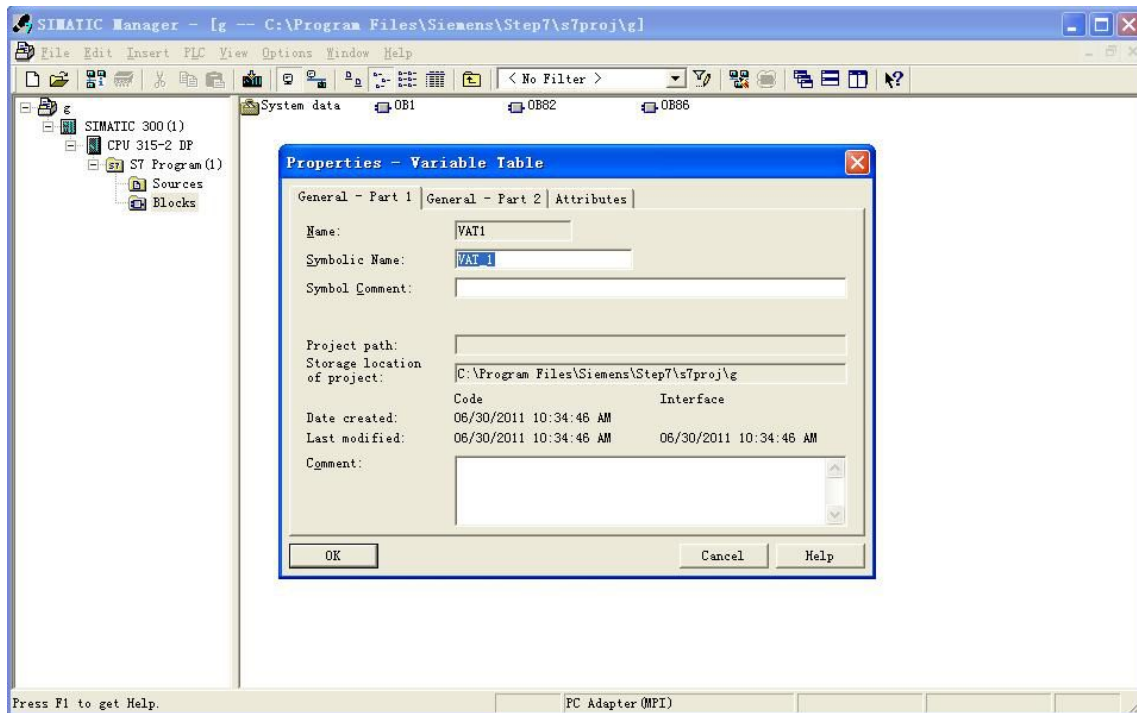 SIMATIC Manager - [g -- C:\Program Files\Siemens\Step7\s7proj\g]
File Edit Insert PLC View Options Window Help
< No Filter >
g
SIMATIC 300(1)
CPU 315-2 DP
S7 Program(1)
Sources
Blocks
System data OB1 OB82 OB86
Properties - Variable Table
General - Part 1 General - Part 2 Attributes
Name: VAT1
Symbolic Name: VAT_1
Symbol Comment:
Project path:
Storage location
of project: C:\Program Files\Siemens\Step7\s7proj\g
Code Interface
Date created: 06/30/2011 10:34:46 AM
Last modified: 06/30/2011 10:34:46 AM 06/30/2011 10:34:46 AM
Comment:
OK Cancel Help
Press F1 to get Help. PC Adapter(MPI)